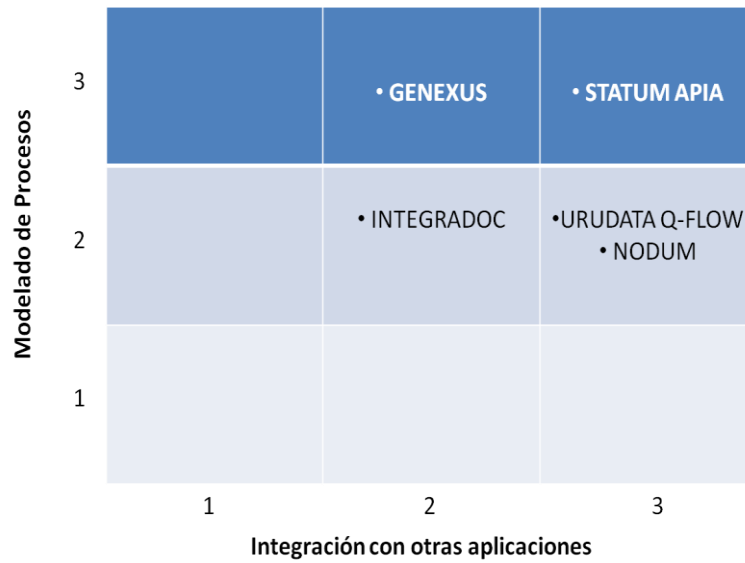 Modelado de Procesos
3
• GENEXUS
• STATUM APIA
2
• INTEGRADOC
•URUDATA Q-FLOW
• NODUM
1
1
2
3
Integración con otras aplicaciones